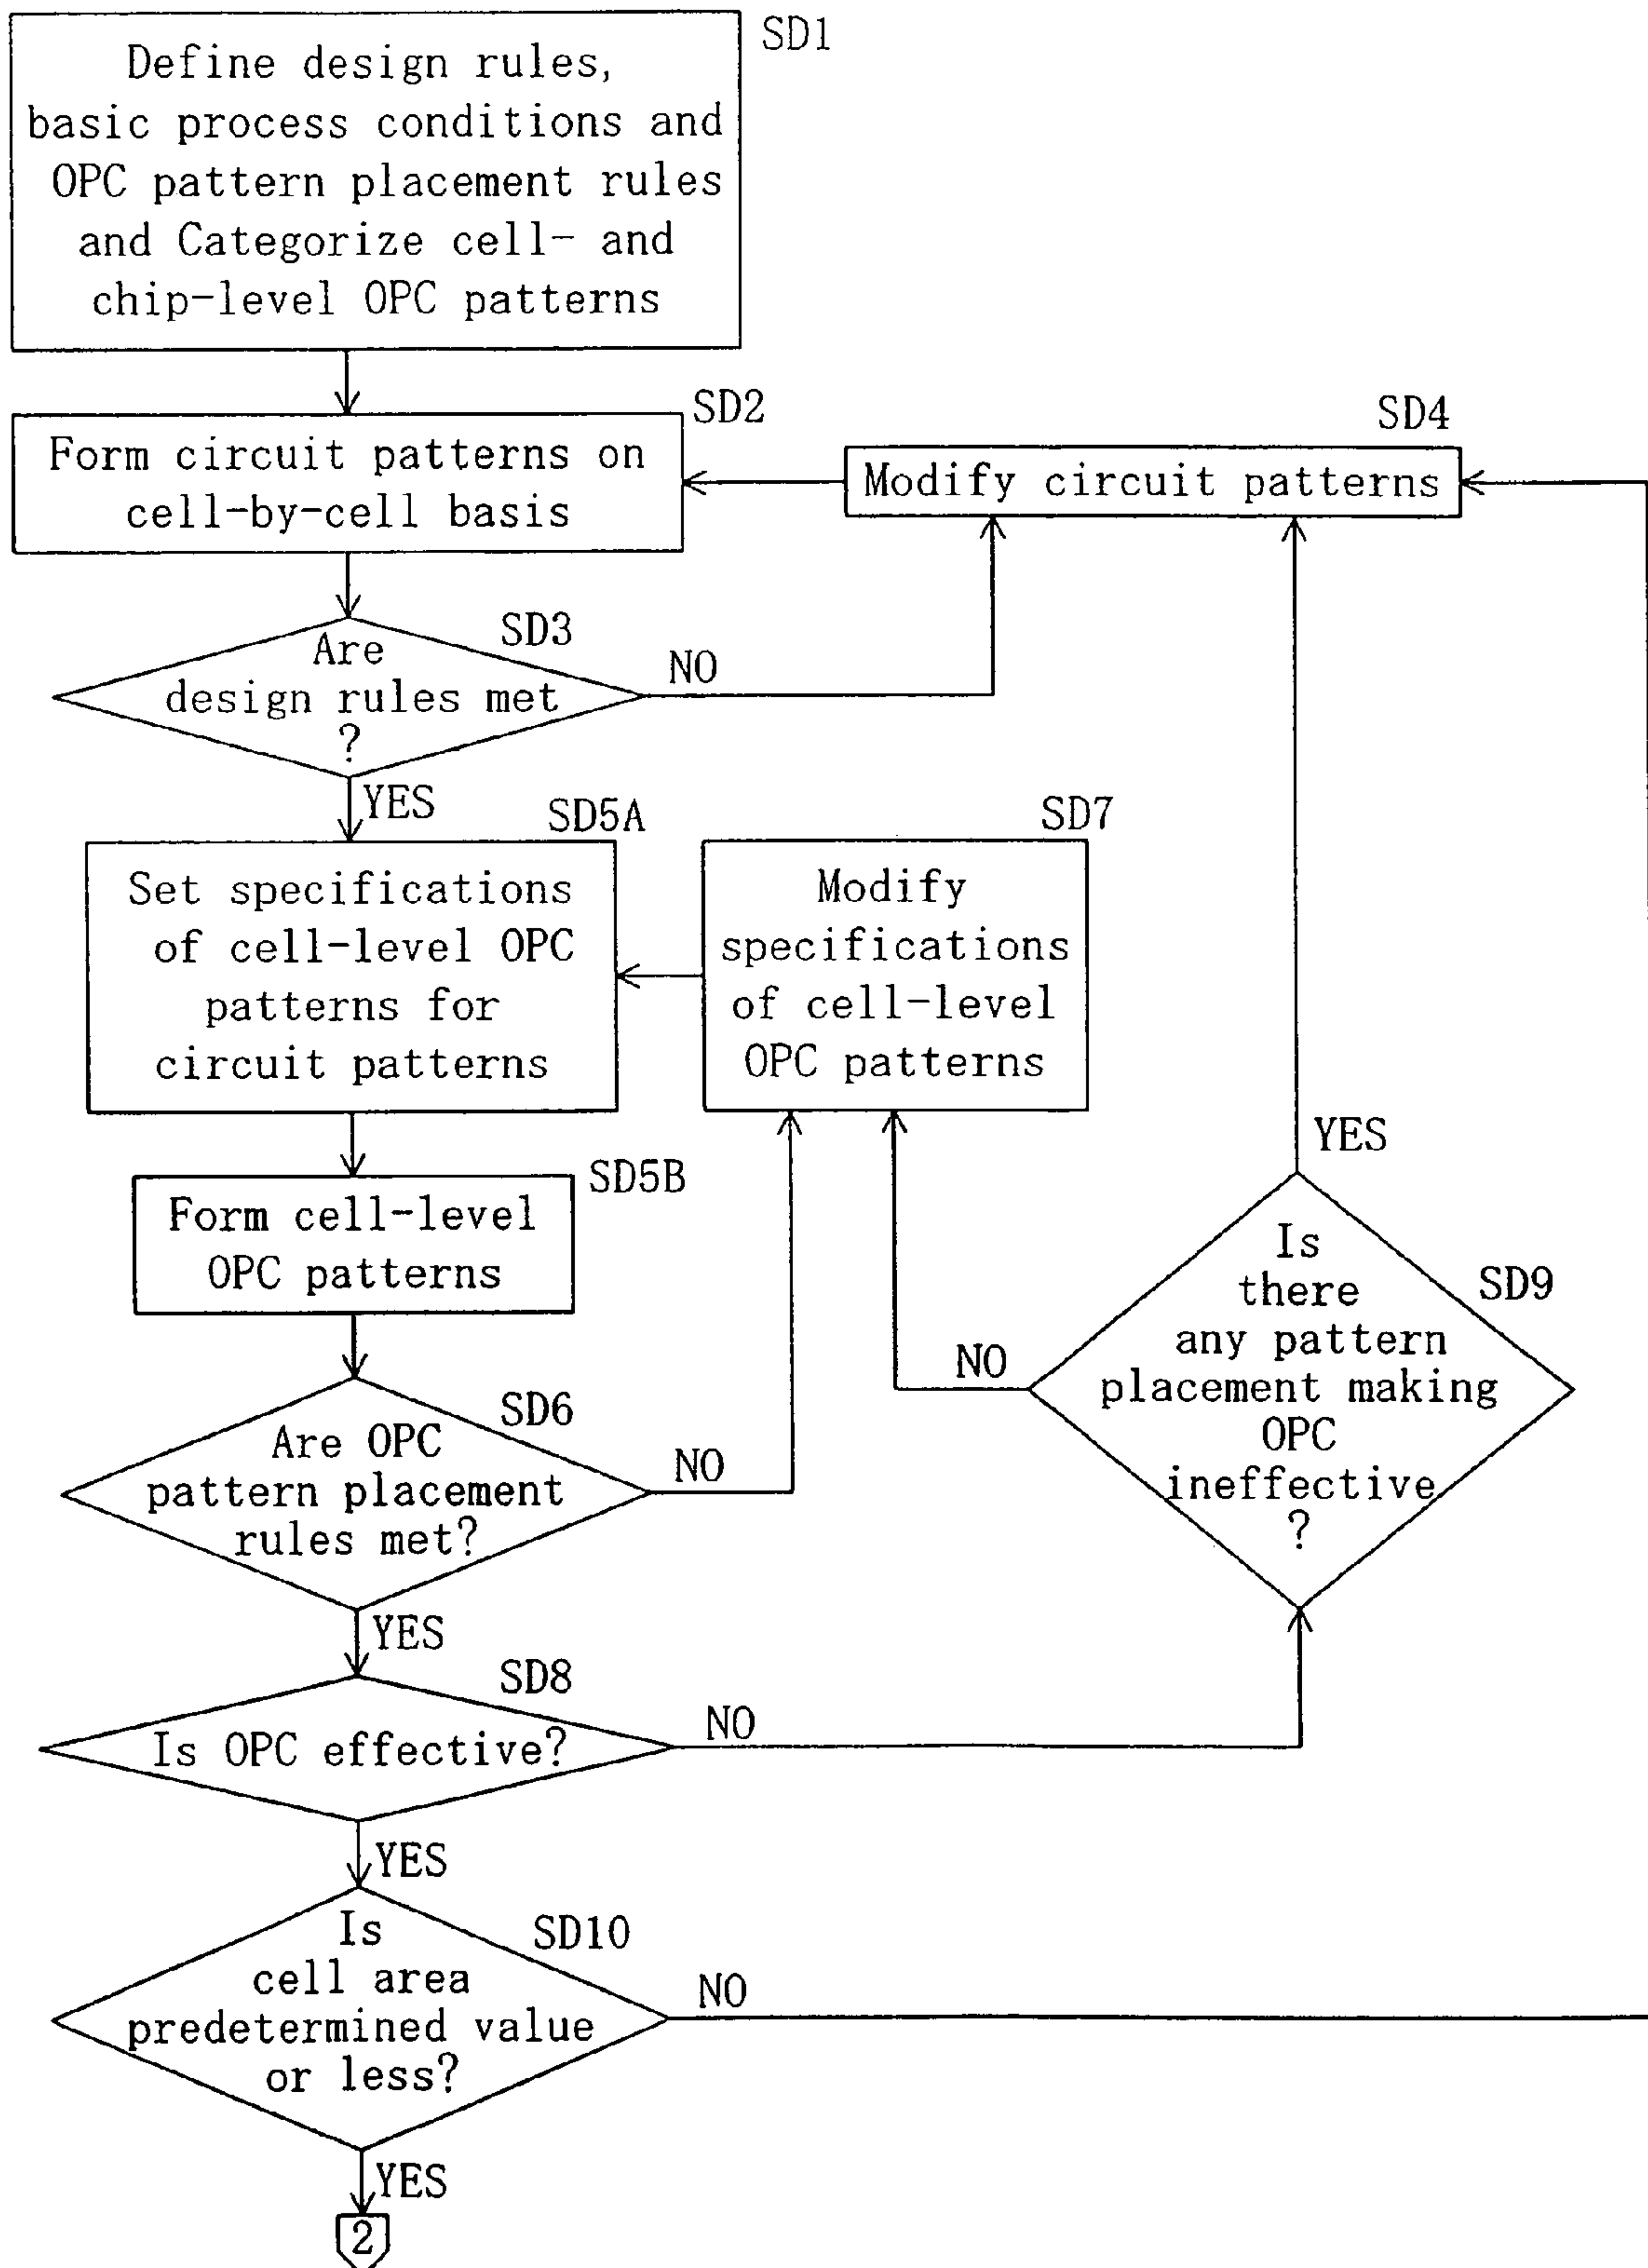 SD1
Define design rules,
basic process conditions and
OPC pattern placement rules
and Categorize cell- and
chip-level OPC patterns
SD2
Form circuit patterns on
cell-by-cell basis
SD4
Modify circuit patterns
SD3
Are
design rules met
?
NO
YES
SD5A
Set specifications
of cell-level OPC
patterns for
circuit patterns
SD7
Modify
specifications
of cell-level
OPC patterns
SD5B
Form cell-level
OPC patterns
YES
SD9
Is
there
any pattern
placement making
OPC
ineffective
?
NO
SD6
Are OPC
pattern placement
rules met?
NO
YES
SD8
Is OPC effective?
NO
YES
SD10
Is
cell area
predetermined value
or less?
NO
YES
2